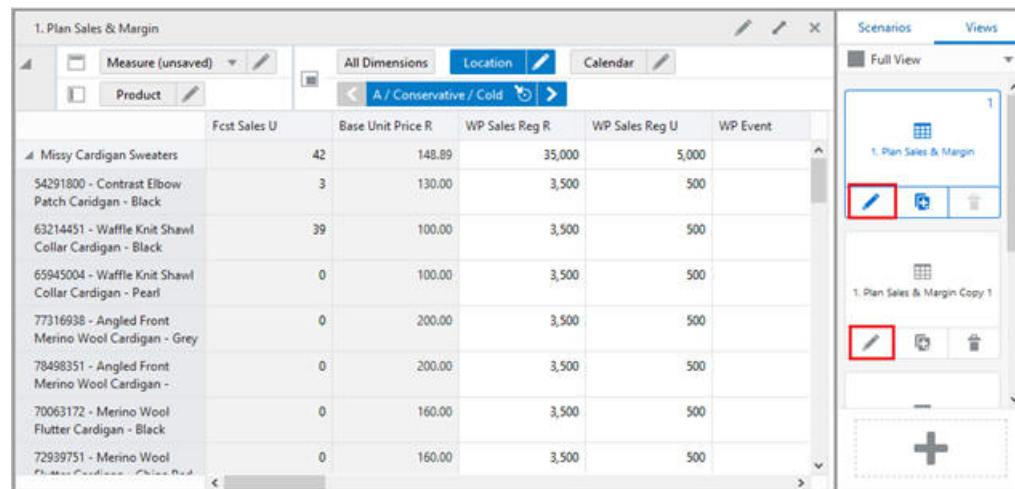 1. Plan Sales & Margin
Measure (unsaved)
Product
All Dimensions Location Calendar
A / Conservative / Cold
Fcst Sales U Base Unit Price R WP Sales Reg R WP Sales Reg U WP Event
Missy Cardigan Sweaters 42 148.89 35,000 5,000
54291800 - Contrast Elbow 3 130.00 3,500 500
Patch Caridgan - Black
63214451 - Waffle Knit Shawl 39 100.00 3,500 500
Collar Cardigan - Black
65945004 - Waffle Knit Shawl 0 100.00 3,500 500
Collar Cardigan - Pearl
77316938 - Angled Front 0 200.00 3,500 500
Merino Wool Cardigan - Grey
78498351 - Angled Front 0 200.00 3,500 500
Merino Wool Cardigan -
70063172 - Merino Wool 0 160.00 3,500 500
Flutter Cardigan - Black
72939751 - Merino Wool 0 160.00 3,500 500
Scenarios Views
Full View
1
1. Plan Sales & Margin
1. Plan Sales & Margin Copy 1